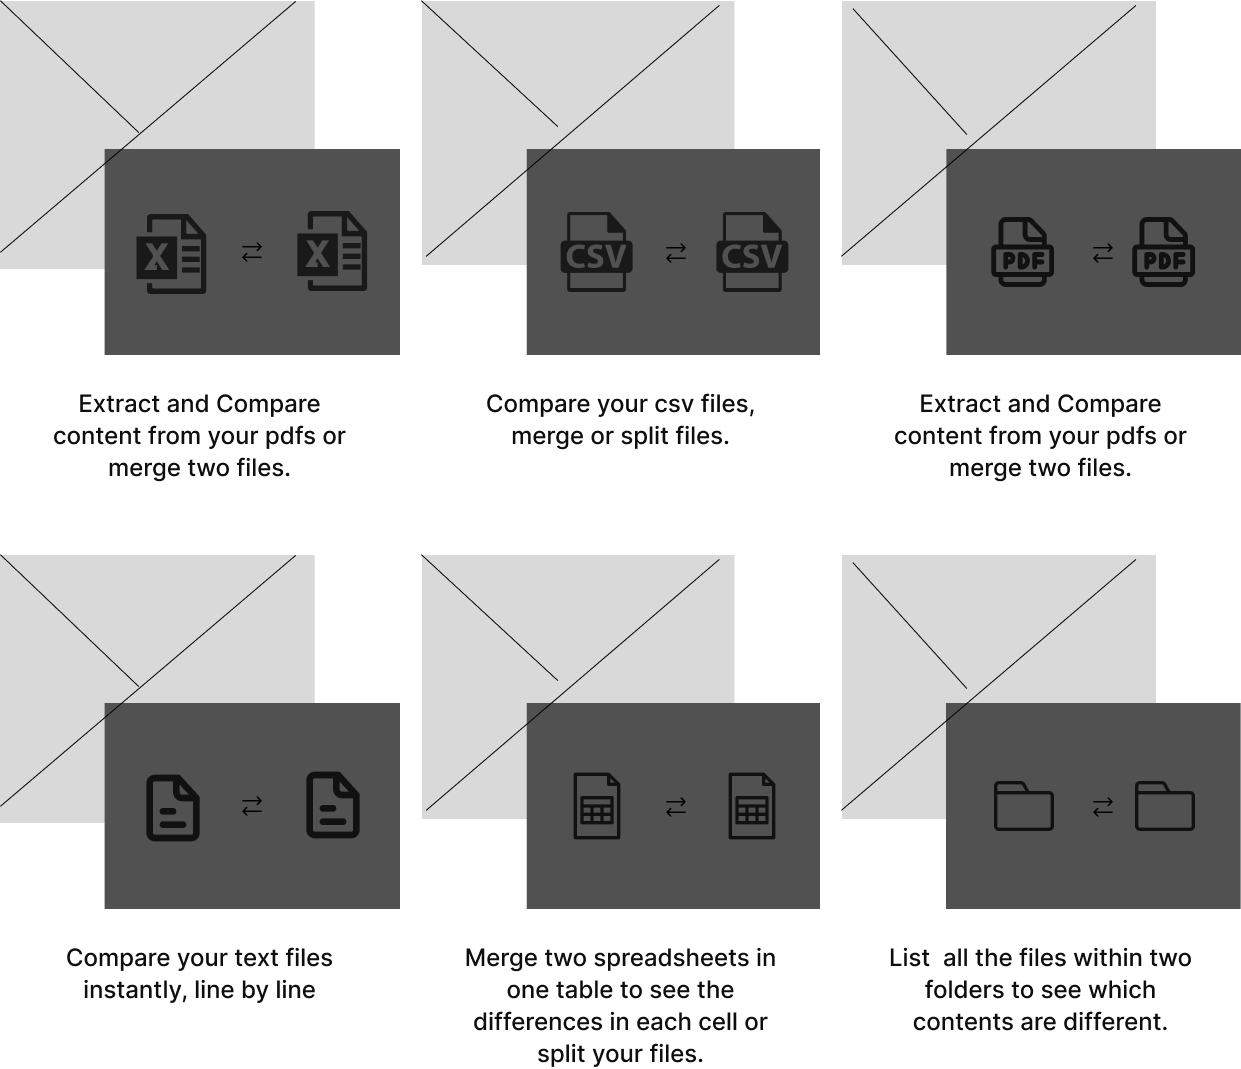 X
X
CSV
CSV
PDF
PDF
Extract and Compare
content from your pdfs or
merge two files.
Compare your csv files,
merge or split files.
Extract and Compare
content from your pdfs or
merge two files.
Compare your text files
instantly, line by line
Merge two spreadsheets in
one table to see the
differences in each cell or
split your files.
List  all the files within two
folders to see which
contents are different.